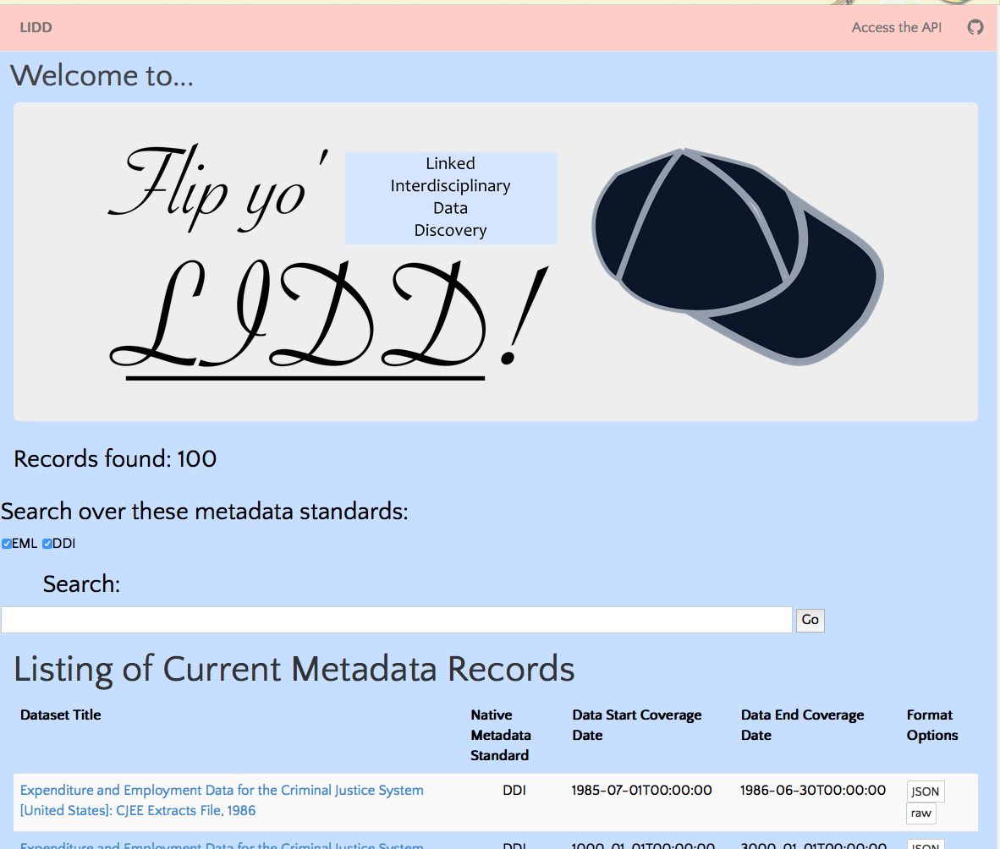 LIDD
Access the API
Welcome to...
Flip yo'
Linked
Interdisciplinary
Data
Discovery
LIDD!
Records found: 100
Search over these metadata standards:
EML DDI
Search:
Go
Listing of Current Metadata Records
Dataset Title
Native Metadata Standard
Data Start Coverage Date
Data End Coverage Date
Format Options
Expenditure and Employment Data for the Criminal Justice System
[United States]: CJEE Extracts File, 1986
DDI
1985-07-01T00:00:00
1986-06-30T00:00:00
JSON
raw
Expenditure and Employment Data for the Criminal Justice System
DDI
JSON